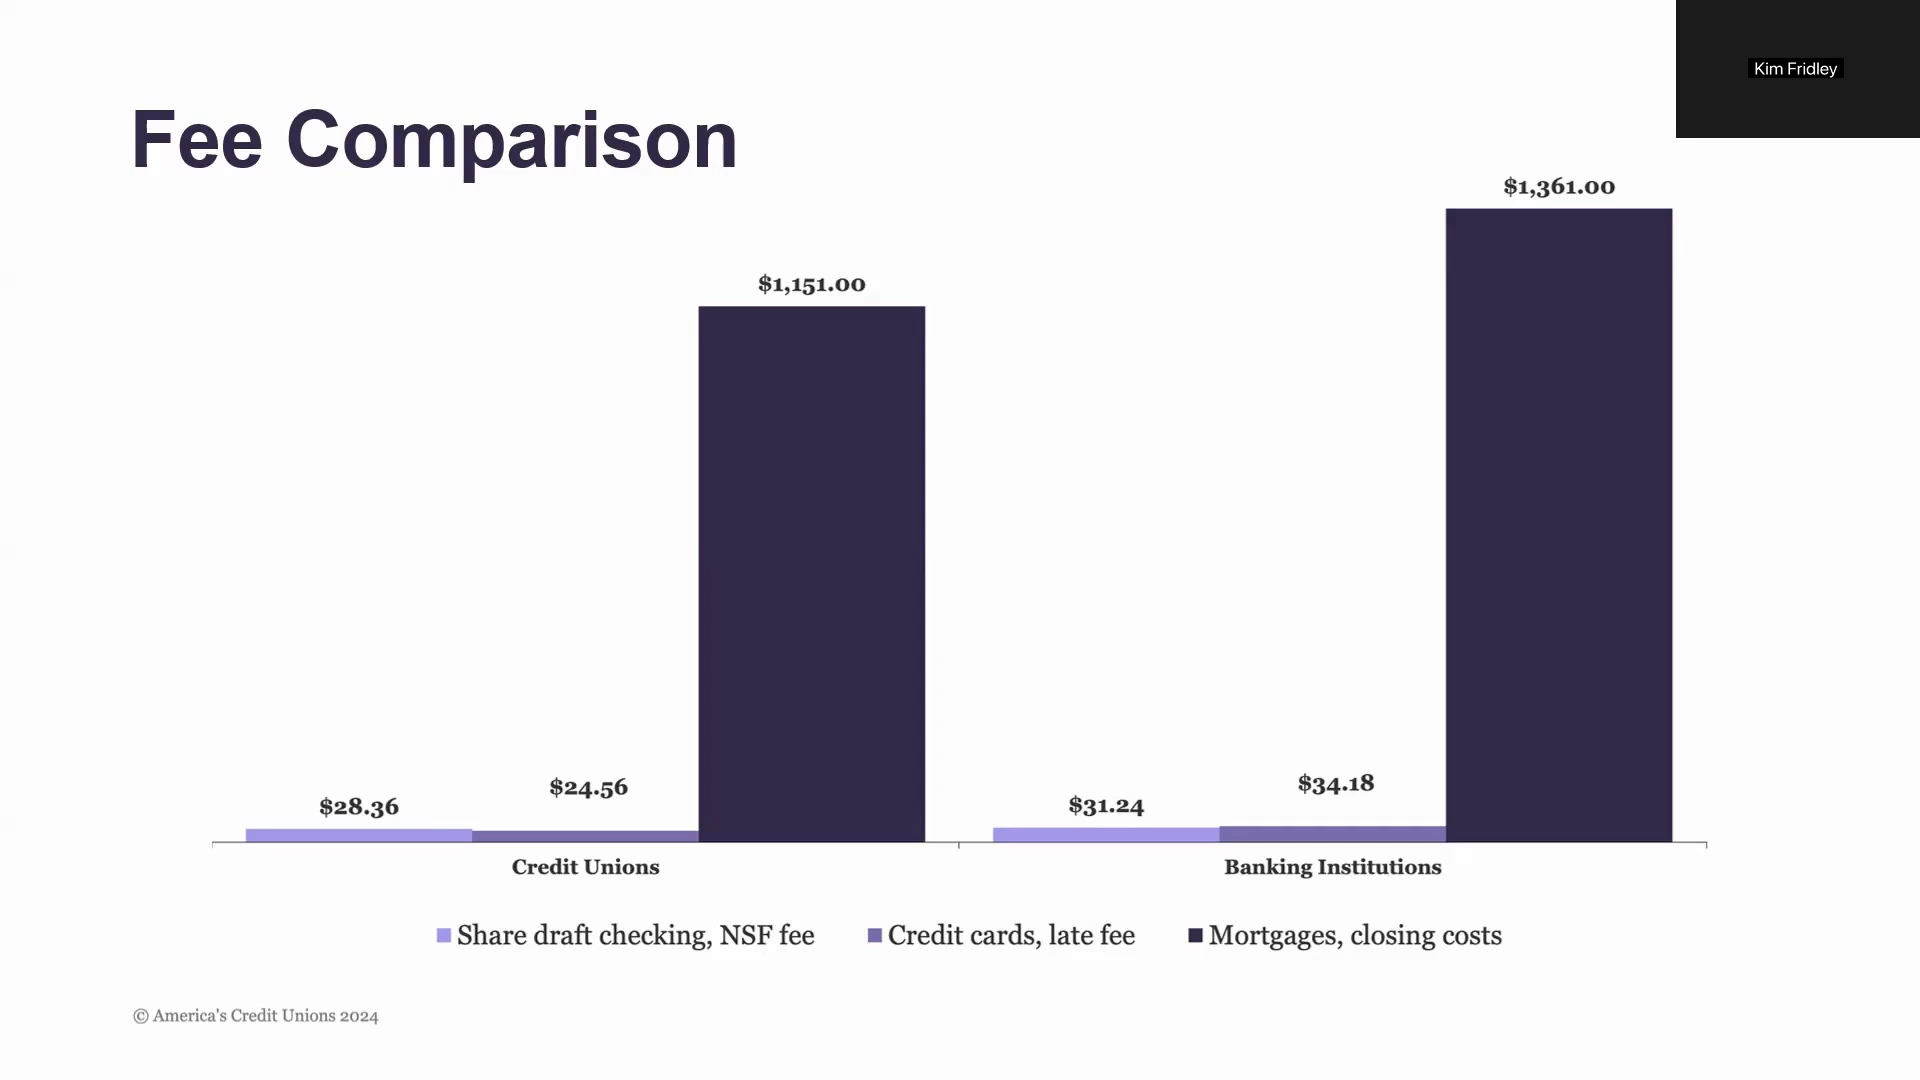 Kim Fridley
Fee Comparison
$1,361.00
$1,151.00
$28.36
$24.56
$31.24
$34.18
Credit Unions
Banking Institutions
Share draft checking, NSF fee
Credit cards, late fee
Mortgages, closing costs
© America's Credit Unions 2024